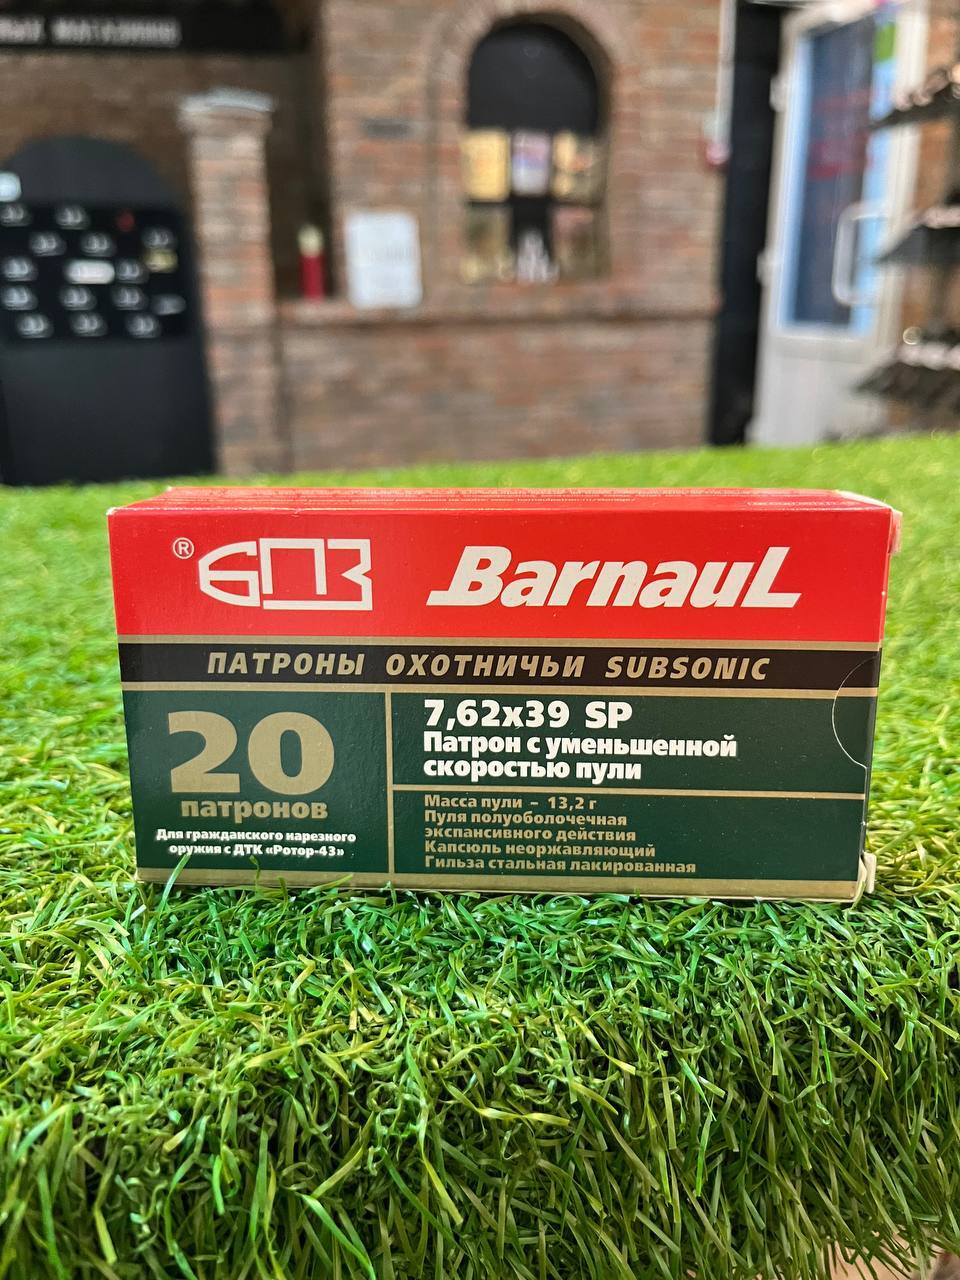 ® БПЗ Barnaul
ПАТРОНЫ ОХОТНИЧЬИ SUBSONIC
20
патронов
Для гражданского нарезного
оружия с ДТК «Ротор-43»
7,62х39 SP
Патрон с уменьшенной
скоростью пули
Масса пули – 13,2 г
Пуля полуоболочечная
экспансивного действия
Капсюль неоржавляющий
Гильза стальная лакированная